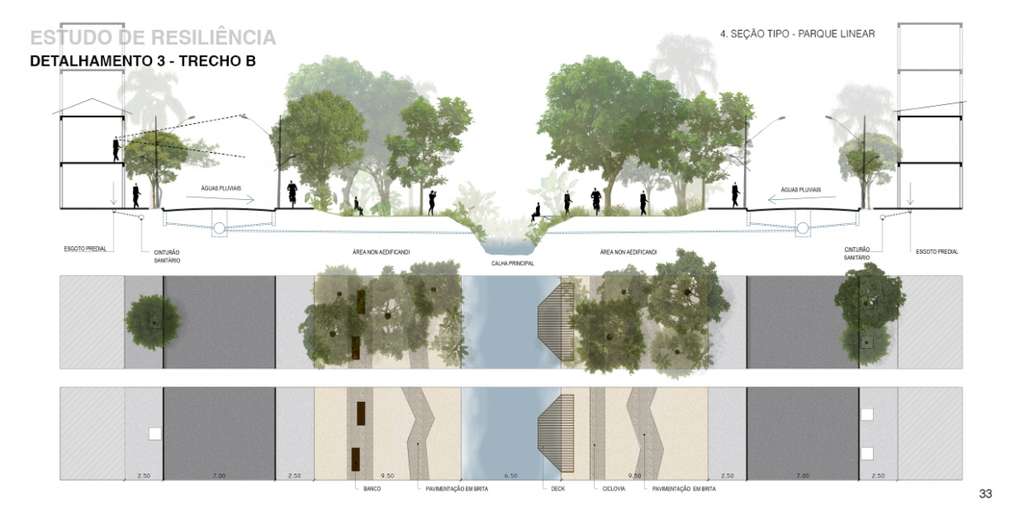 ESTUDO DE RESILIÊNCIA
4. SEÇÃO TIPO - PARQUE LINEAR
DETALHAMENTO 3 - TRECHO B
ÁGUAS PLUVIAIS
ÁGUAS PLUVIAIS
ESGOTO PREDIAL
CINTURÃO
SANITÁRIO
ÁREA NON AEDIFICANDI
CALHA PRINCIPAL
ÁREA NON AEDIFICANDI
CINTURÃO
SANITÁRIO
ESGOTO PREDIAL
2.50 7.00 2.50 9.50 6.50 9.50 2.50 7.00 2.50
BANCO PAVIMENTAÇÃO EM BRITA DECK CICLOVIA PAVIMENTAÇÃO EM BRITA
33